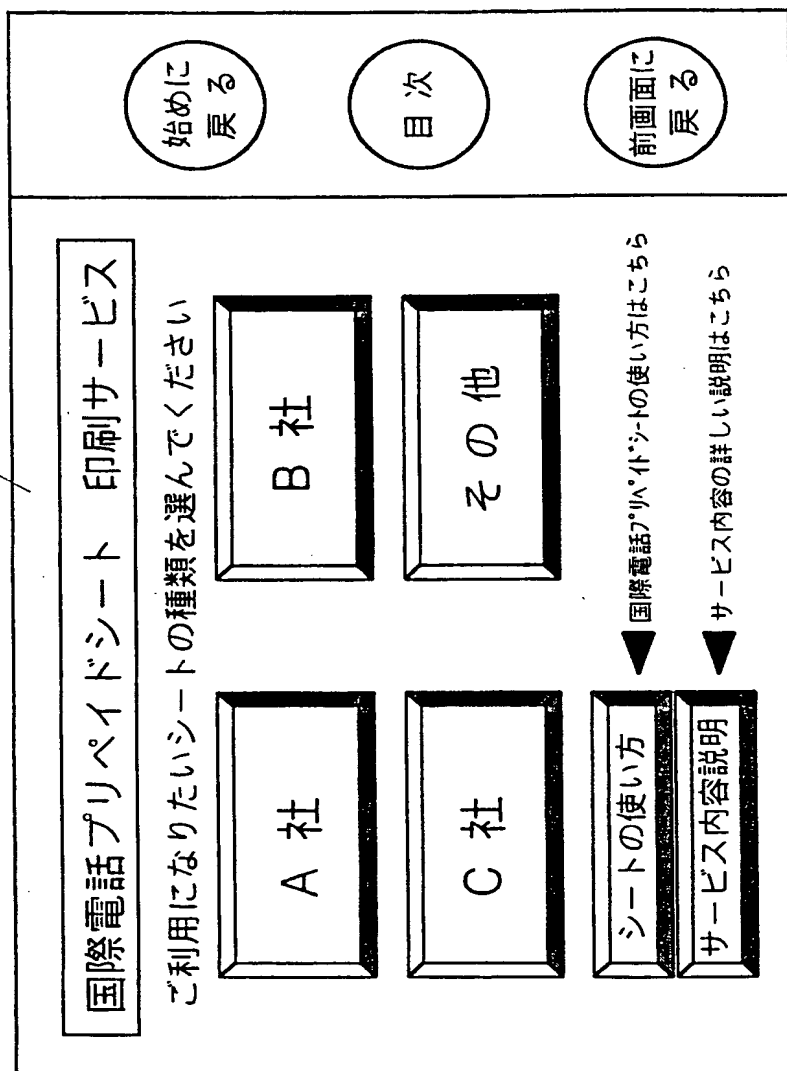 国際電話プリペイドシート 印刷サービス
ご利用になりたいシートの種類を選んでください
A 社
B 社
C 社
その他
シートの使い方
国際電話プリペイドシートの使い方はこちら
サービス内容説明
サービス内容の詳しい説明はこちら
始めに
戻る
目次
前画面に
戻る